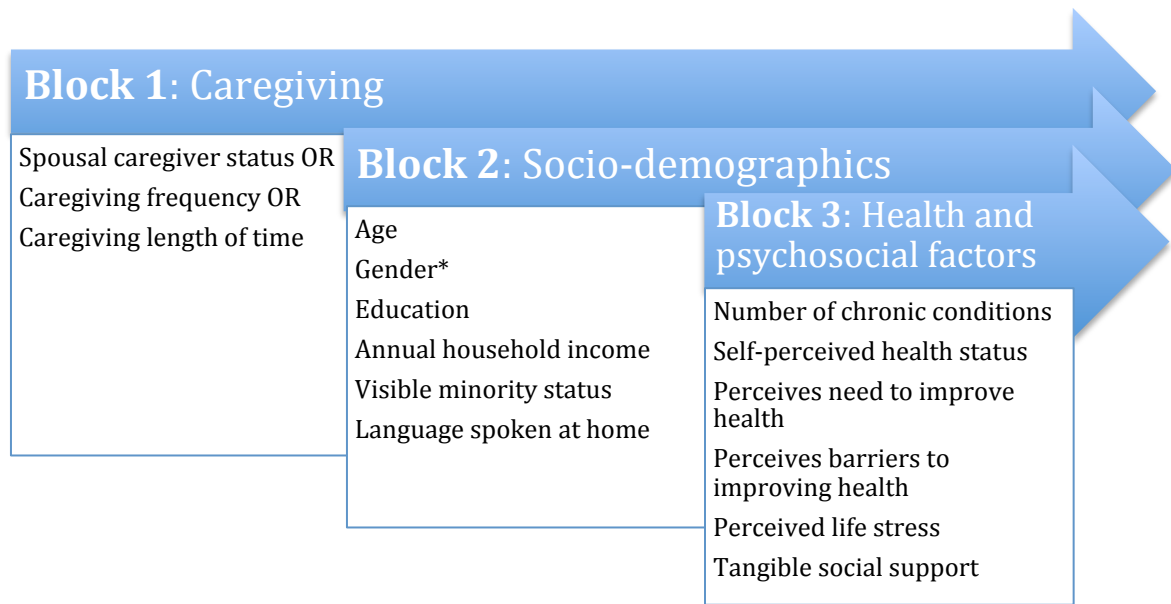 Block 1: Caregiving
Spousal caregiver status OR
Caregiving frequency OR
Caregiving length of time
Block 2: Socio-demographics
Age
Gender*
Education
Annual household income
Visible minority status
Language spoken at home
Block 3: Health and
psychosocial factors
Number of chronic conditions
Self-perceived health status
Perceives need to improve
health
Perceives barriers to
improving health
Perceived life stress
Tangible social support